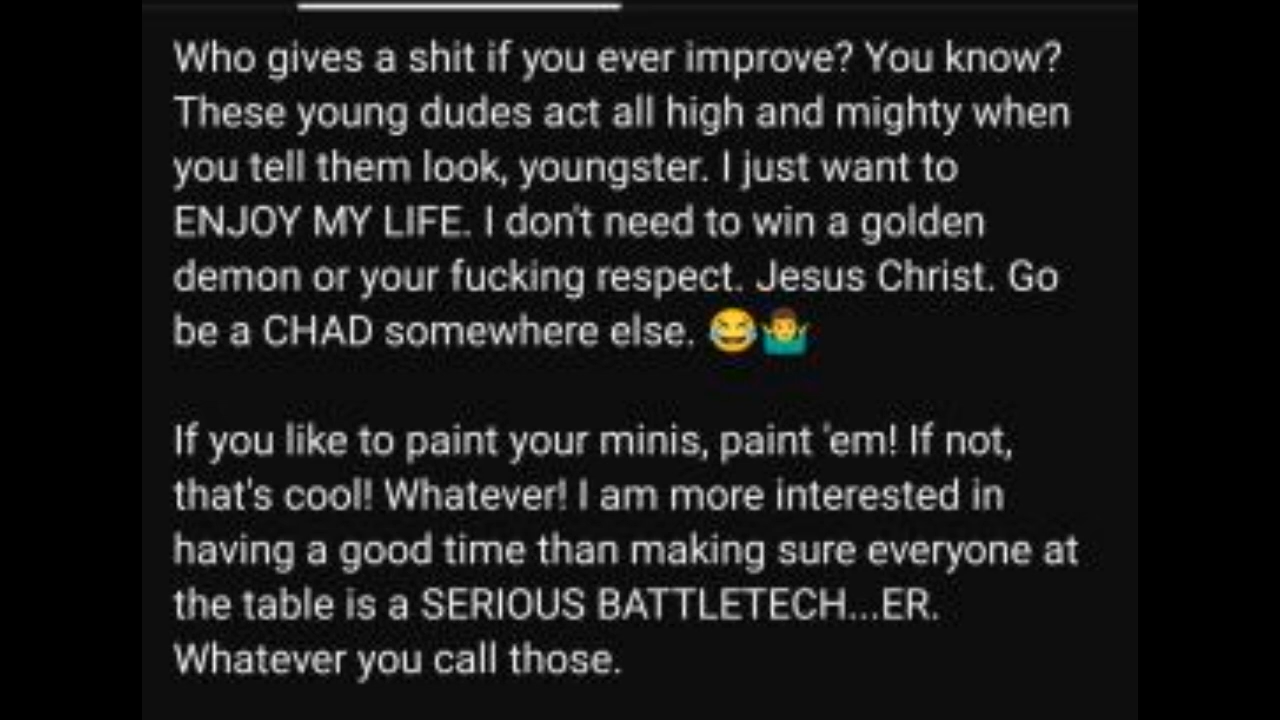 Who gives a shit if you ever improve? You know?
These young dudes act all high and mighty when
you tell them look, youngster. I just want to
ENJOY MY LIFE. I don't need to win a golden
demon or your fucking respect. Jesus Christ. Go
be a CHAD somewhere else. 😂🤷‍♂️
If you like to paint your minis, paint 'em! If not,
that's cool! Whatever! I am more interested in
having a good time than making sure everyone at
the table is a SERIOUS BATTLETECH...ER.
Whatever you call those.